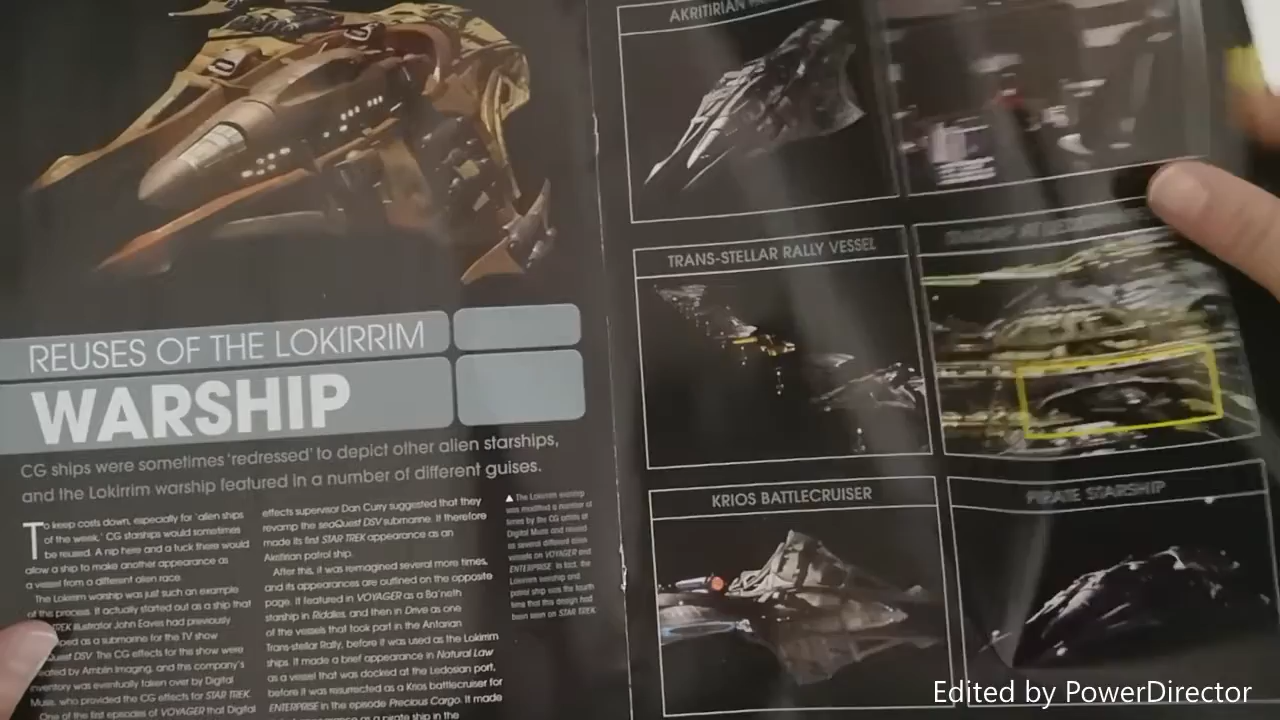 REUSES OF THE LOKIRRIM
WARSHIP
CG ships were sometimes 'redressed' to depict other alien starships,
and the Lokirrim warship featured in a number of different guises.
To keep costs down, especially for 'alien ships
of the week,' CG starships would sometimes
be reused. A nip here and a tuck there would
allow a ship to make another appearance as
a vessel from a different alien race.
The Lokirrim warship was just such an example
of this process. It actually started out as a ship that
TREK illustrator John Eaves had previously
as a submarine for the TV show
DSV. The CG effects for this show were
by Amblin Imaging, and this company's
inventory was eventually taken over by Digital
Muse, who provided the CG effects for STAR TREK.
One of the first episodes of VOYAGER that Digital
effects supervisor Dan Curry suggested that they
revamp the seaQuest DSV submarine. It therefore
made its first STAR TREK appearance as an
Akritirian patrol ship.
After this, it was reimagined several more times,
and its appearances are outlined on the opposite
page. It featured in VOYAGER as a Ba'neth
starship in Riddles, and then in Drive as one
of the vessels that took part in the Antarian
Trans-stellar Rally, before it was used as the Lokirrim
ships. It made a brief appearance in Natural Law
as a vessel that was docked at the Ledosian port,
before it was resurrected as a Krios battlecruiser for
ENTERPRISE in the episode Precious Cargo. It made
as a pirate ship in the
▲ The Lokirrim warship
was modified a number of
times by the CG artists at
Digital Muse and reused
as several different alien
vessels on VOYAGER and
ENTERPRISE. In fact, the
Lokirrim warship and
patrol ship was the fourth
time that this design had
been seen on STAR TREK.
AKRITIRIAN
TRANS-STELLAR RALLY VESSEL
KRIOS BATTLECRUISER
PIRATE STARSHIP
Edited by PowerDirector